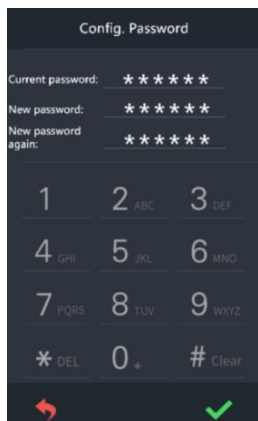 Config. Password
Current password: ******
New password: ******
New password
again: ******
1 2 ABC 3 DEF
4 GHI 5 JKL 6 MNO
7 PQRS 8 TUV 9 WXYZ
* DEL 0 + # Clear